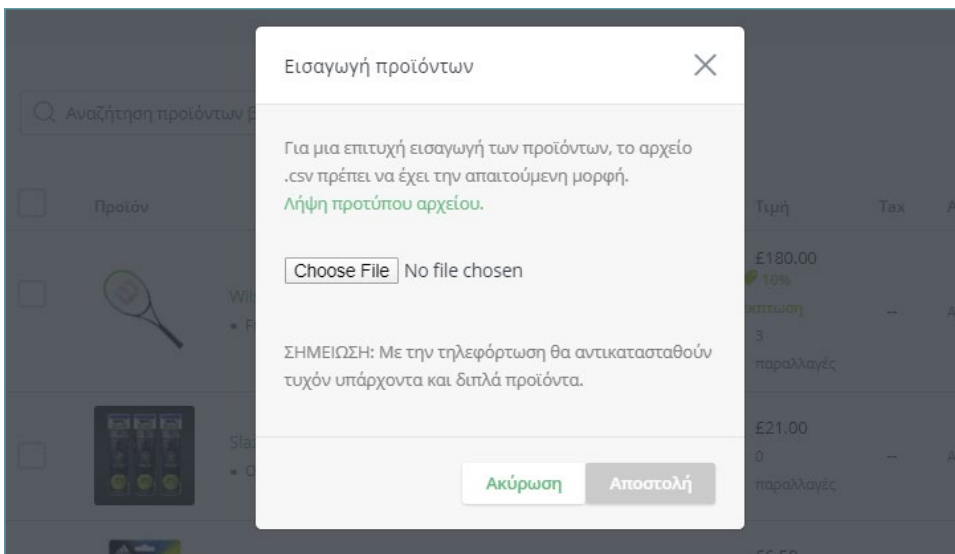 Εισαγωγή προϊόντων
Αναζήτηση προϊόντων
Για μια επιτυχή εισαγωγή των προϊόντων, το αρχείο
.csv πρέπει να έχει την απαιτούμενη μορφή.
Λήψη προτύπου αρχείου.
Προϊόν
Τιμή
Tax
Choose File No file chosen
£180.00
10%
--
3
παραλλαγές
ΣΗΜΕΙΩΣΗ: Με την τηλεφόρτωση θα αντικατασταθούν
τυχόν υπάρχοντα και διπλά προϊόντα.
£21.00
0
--
παραλλαγές
Ακύρωση
Αποστολή